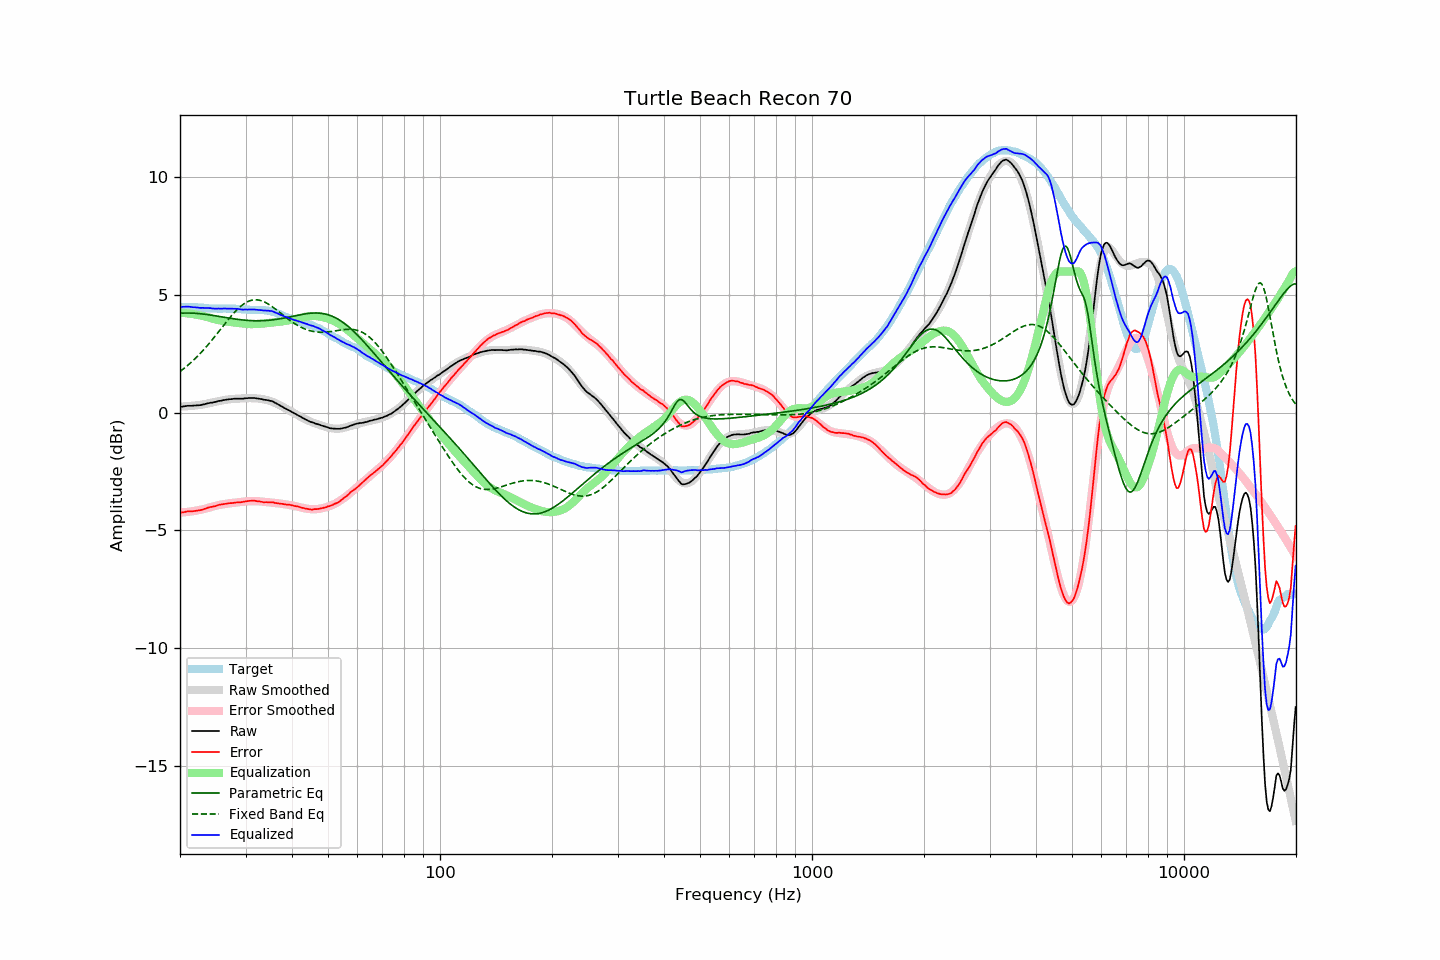 Turtle Beach Recon 70
Amplitude (dBr)
10
5
0
−5
−10
−15
Target
Raw Smoothed
Error Smoothed
Raw
Error
Equalization
Parametric Eq
Fixed Band Eq
Equalized
100
1000
10000
Frequency (Hz)